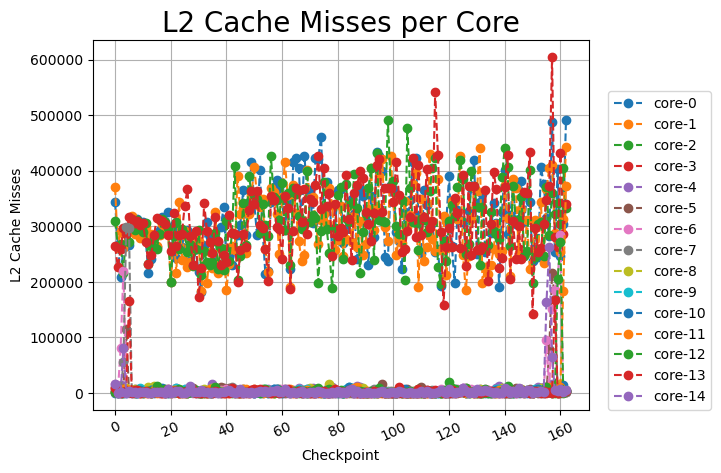 L2 Cache Misses per Core
L2 Cache Misses
600000
500000
400000
300000
200000
100000
0
0 20 40 60 80 100 120 140 160
Checkpoint
core-0
core-1
core-2
core-3
core-4
core-5
core-6
core-7
core-8
core-9
core-10
core-11
core-12
core-13
core-14